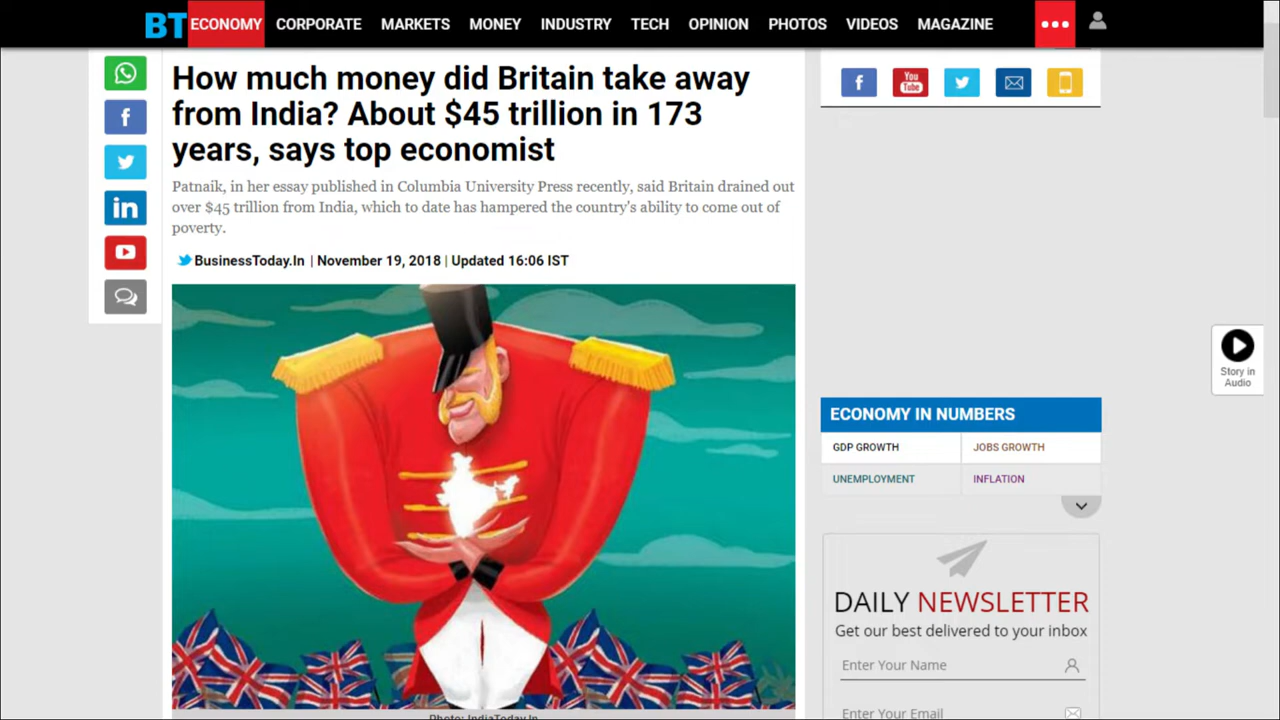 BT ECONOMY CORPORATE MARKETS MONEY INDUSTRY TECH OPINION PHOTOS VIDEOS MAGAZINE
How much money did Britain take away
from India? About $45 trillion in 173
years, says top economist
Patnaik, in her essay published in Columbia University Press recently, said Britain drained out
over $45 trillion from India, which to date has hampered the country's ability to come out of
poverty.
BusinessToday.In | November 19, 2018 | Updated 16:06 IST
Photo: IndiaToday.In
You
Tube
Story in
Audio
ECONOMY IN NUMBERS
GDP GROWTH JOBS GROWTH
UNEMPLOYMENT INFLATION
DAILY NEWSLETTER
Get our best delivered to your inbox
Enter Your Name
Enter Your Email